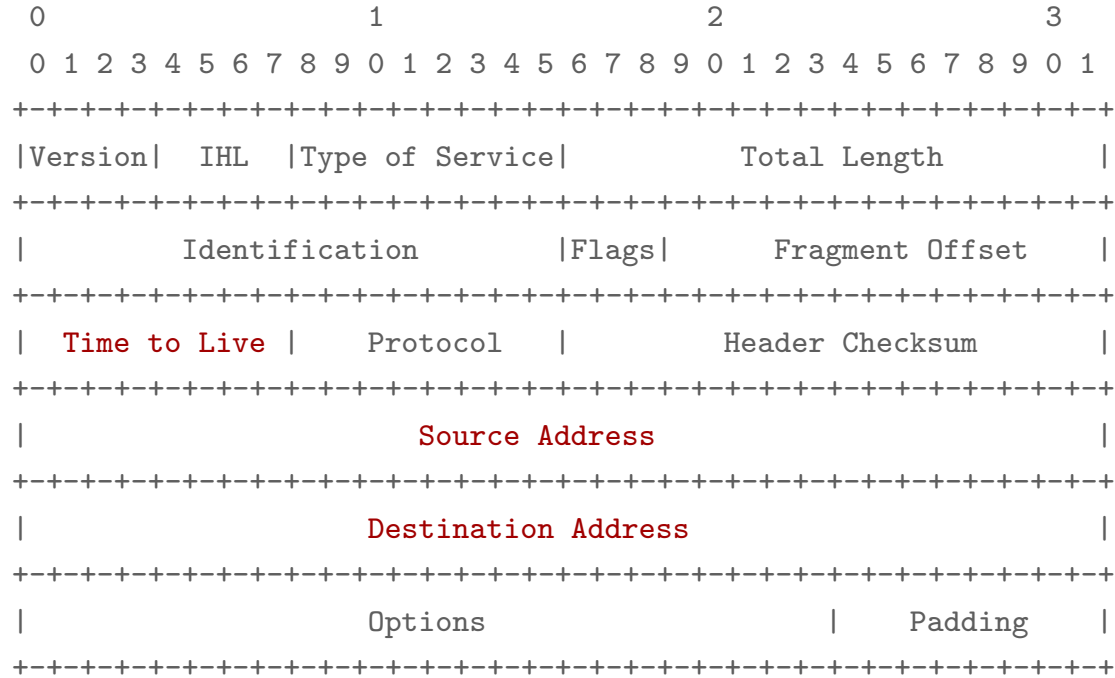 0                   1                   2                   3
 0 1 2 3 4 5 6 7 8 9 0 1 2 3 4 5 6 7 8 9 0 1 2 3 4 5 6 7 8 9 0 1
+-+-+-+-+-+-+-+-+-+-+-+-+-+-+-+-+-+-+-+-+-+-+-+-+-+-+-+-+-+-+-+-+
|Version|  IHL  |Type of Service|          Total Length         |
+-+-+-+-+-+-+-+-+-+-+-+-+-+-+-+-+-+-+-+-+-+-+-+-+-+-+-+-+-+-+-+-+
|         Identification        |Flags|      Fragment Offset    |
+-+-+-+-+-+-+-+-+-+-+-+-+-+-+-+-+-+-+-+-+-+-+-+-+-+-+-+-+-+-+-+-+
|  Time to Live |    Protocol   |         Header Checksum       |
+-+-+-+-+-+-+-+-+-+-+-+-+-+-+-+-+-+-+-+-+-+-+-+-+-+-+-+-+-+-+-+-+
|                       Source Address                          |
+-+-+-+-+-+-+-+-+-+-+-+-+-+-+-+-+-+-+-+-+-+-+-+-+-+-+-+-+-+-+-+-+
|                    Destination Address                        |
+-+-+-+-+-+-+-+-+-+-+-+-+-+-+-+-+-+-+-+-+-+-+-+-+-+-+-+-+-+-+-+-+
|                    Options                    |    Padding    |
+-+-+-+-+-+-+-+-+-+-+-+-+-+-+-+-+-+-+-+-+-+-+-+-+-+-+-+-+-+-+-+-+